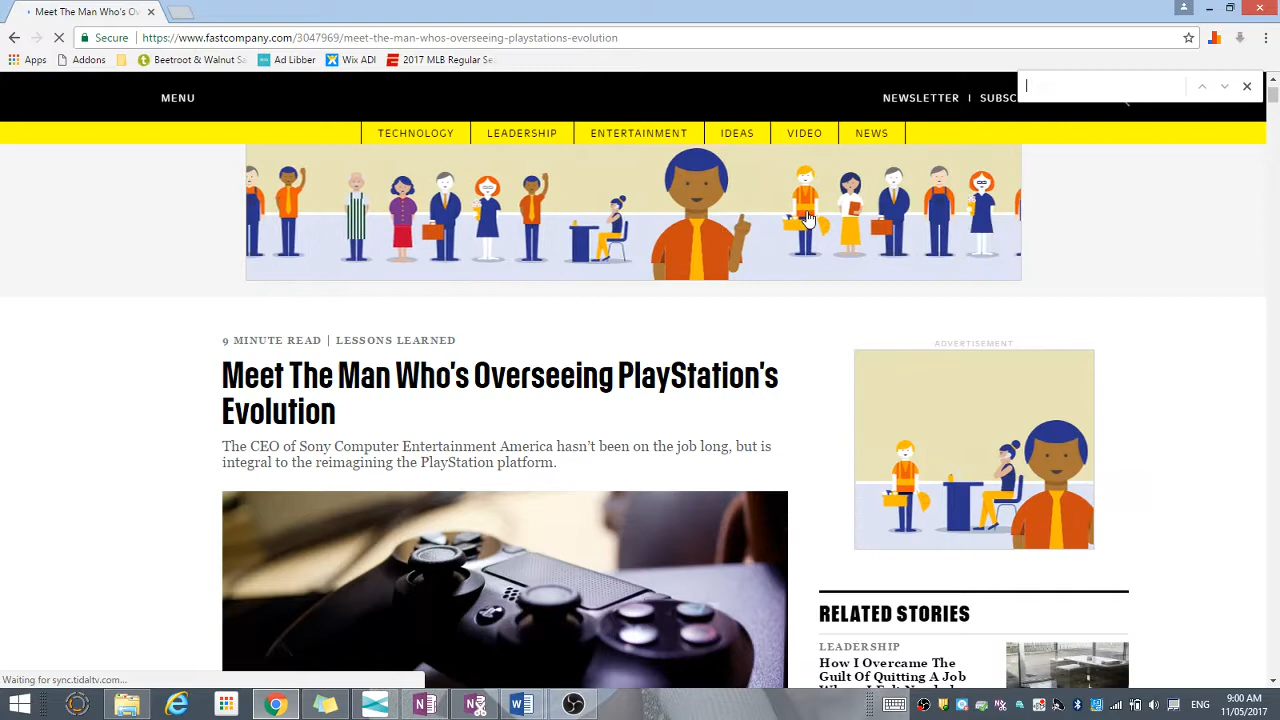 Meet The Man Who's Ov
Secure https://www.fastcompany.com/3047969/meet-the-man-whos-overseeing-playstations-evolution
Apps Addons Beetroot & Walnut Sa Ad Libber Wix ADI 2017 MLB Regular Se
MENU
NEWSLETTER | SUBSC
TECHNOLOGY LEADERSHIP ENTERTAINMENT IDEAS VIDEO NEWS
9 MINUTE READ | LESSONS LEARNED
Meet The Man Who's Overseeing PlayStation's
Evolution
The CEO of Sony Computer Entertainment America hasn't been on the job long, but is
integral to the reimagining the PlayStation platform.
ADVERTISEMENT
RELATED STORIES
LEADERSHIP
How I Overcame The
Guilt Of Quitting A Job
Waiting for sync.tidaltv.com...
ENG
9:00 AM
11/05/2017